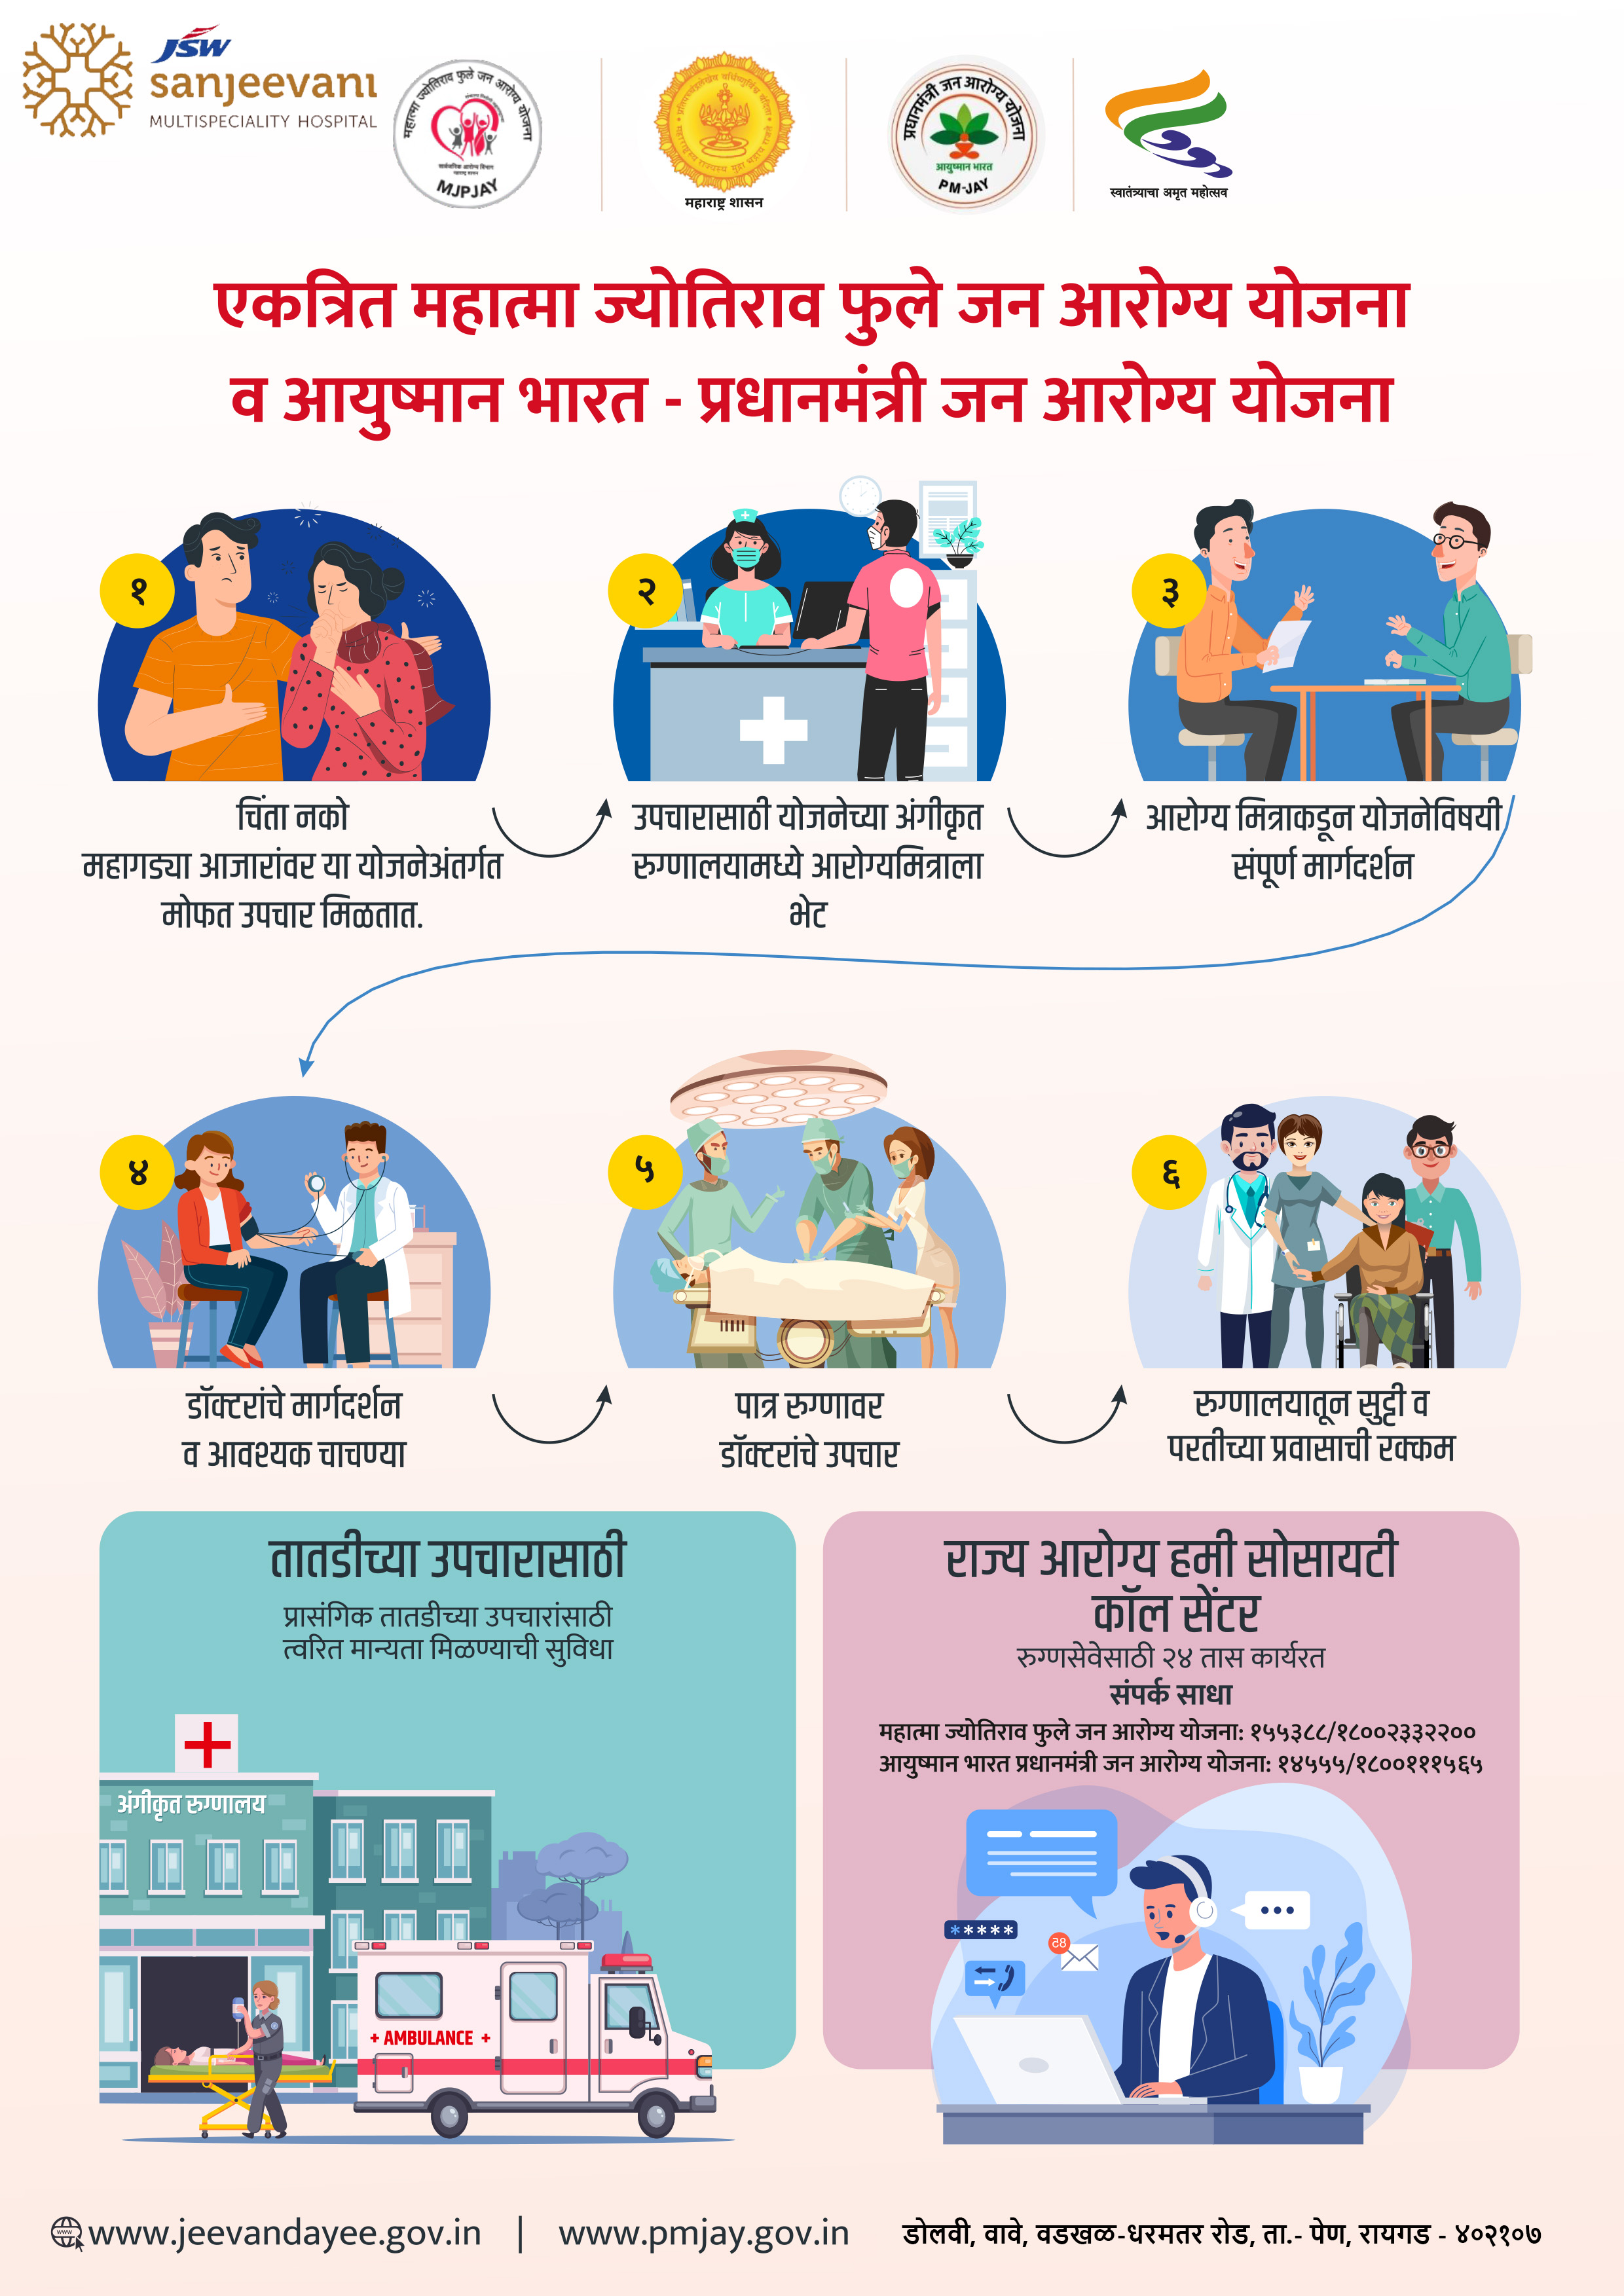 JSW
sanjeevani
MULTISPECIALITY HOSPITAL
महात्मा ज्योतिराव फुले जन आरोग्य योजना
सार्वजनिक आरोग्य विभाग
महाराष्ट्र शासन
MJPJAY
महाराष्ट्र शासन
प्रधानमंत्री जन आरोग्य योजना
आयुष्मान भारत
PM-JAY
स्वातंत्र्याचा अमृत महोत्सव
एकत्रित महात्मा ज्योतिराव फुले जन आरोग्य योजना
व आयुष्मान भारत - प्रधानमंत्री जन आरोग्य योजना
१
चिंता नको
महागड्या आजारांवर या योजनेअंतर्गत
मोफत उपचार मिळतात.
२
उपचारासाठी योजनेच्या अंगीकृत
रुग्णालयामध्ये आरोग्यमित्राला
भेट
३
आरोग्य मित्राकडून योजनेविषयी
संपूर्ण मार्गदर्शन
४
डॉक्टरांचे मार्गदर्शन
व आवश्यक चाचण्या
५
पात्र रुग्णावर
डॉक्टरांचे उपचार
६
रुग्णालयातून सुट्टी व
परतीच्या प्रवासाची रक्कम
तातडीच्या उपचारासाठी
प्रासंगिक तातडीच्या उपचारांसाठी
त्वरित मान्यता मिळण्याची सुविधा
अंगीकृत रुग्णालय
+ AMBULANCE +
राज्य आरोग्य हमी सोसायटी
कॉल सेंटर
रुग्णसेवेसाठी २४ तास कार्यरत
संपर्क साधा
महात्मा ज्योतिराव फुले जन आरोग्य योजना: १५५३८८/१८००२३३२२००
आयुष्मान भारत प्रधानमंत्री जन आरोग्य योजना: १४५५५/१८००१११५६५
*****
85
www
www.jeevandayee.gov.in | www.pmjay.gov.in
डोलवी, वावे, वडखळ-धरमतर रोड, ता.- पेण, रायगड - ४०२१०७